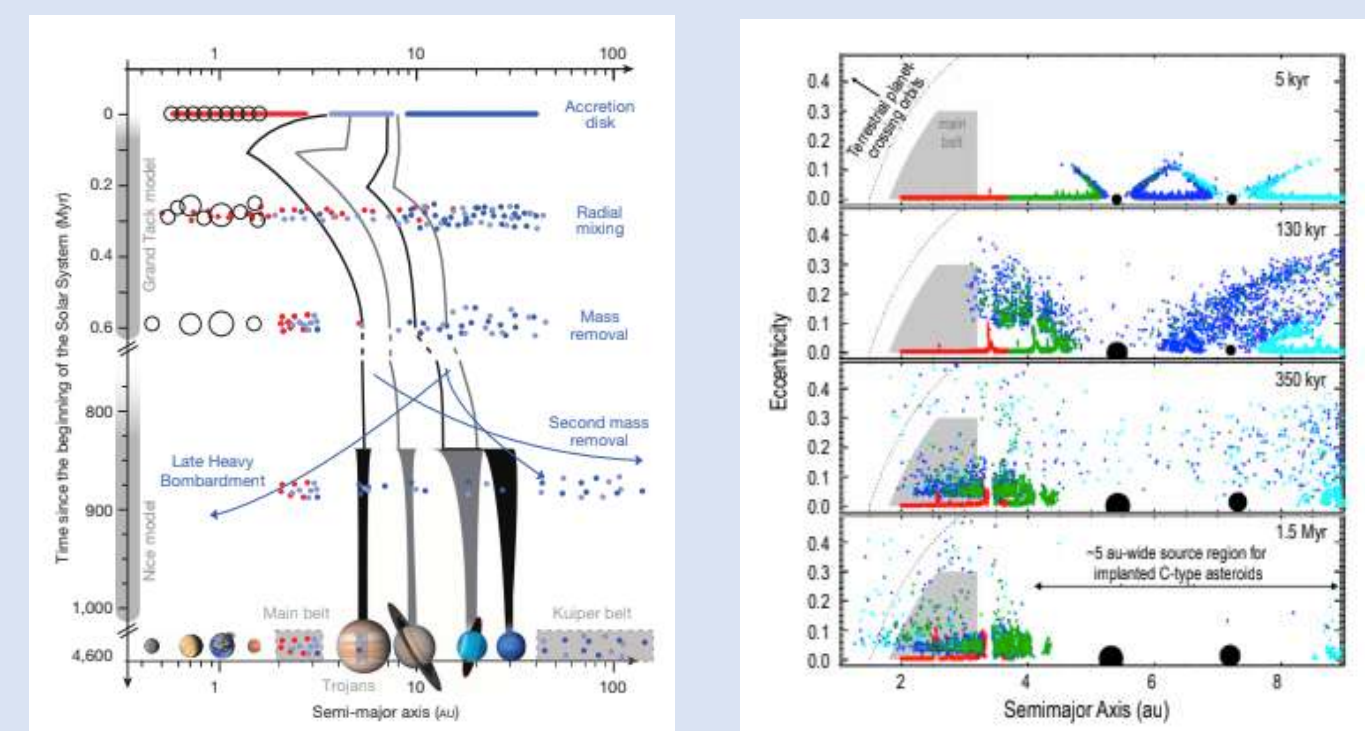 1 10 100
0
Accretion
disk
0.2
Radial
mixing
0.4
Mass
removal
0.6
Grand Tack model
Time since the beginning of the Solar System (Myr)
800
Second mass
removal
Late Heavy
Bombardment
900
Nice model
1,000
Main belt
Kuiper belt
4,600
Trojans
1 10 100
Semi-major axis (AU)
0.4
0.3
0.2
0.1
0.0
Terrestrial planet-
crossing orbits
main
belt
5 kyr
0.4
0.3
0.2
0.1
0.0
130 kyr
Eccentricity
0.4
0.3
0.2
0.1
0.0
350 kyr
0.4
0.3
0.2
0.1
0.0
1.5 Myr
~5 au-wide source region for
implanted C-type asteroids
2 4 6 8
Semimajor Axis (au)